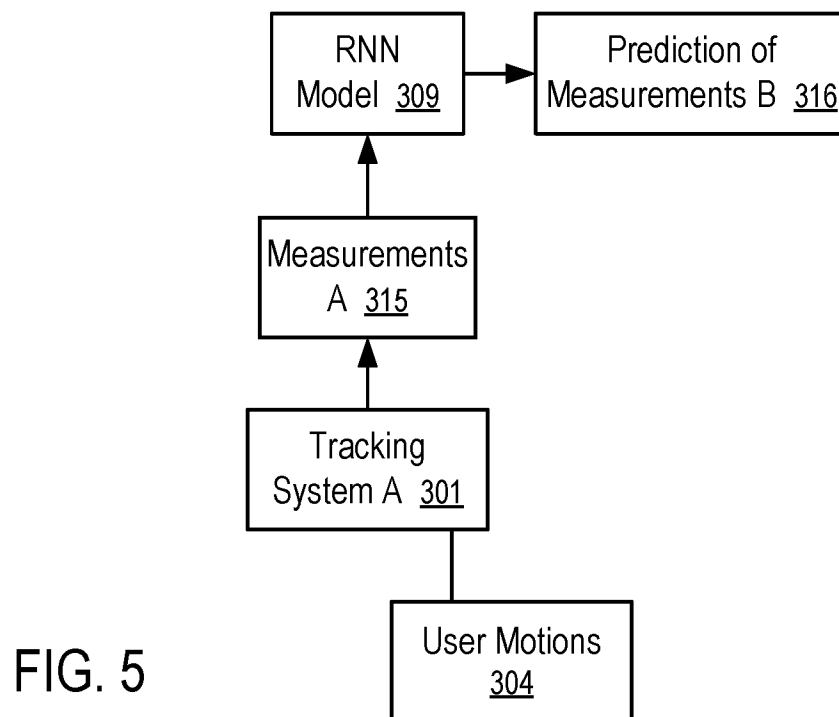 RNN
Model 309
Prediction of
Measurements B 316
Measurements
A 315
Tracking
System A 301
User Motions
304
FIG. 5